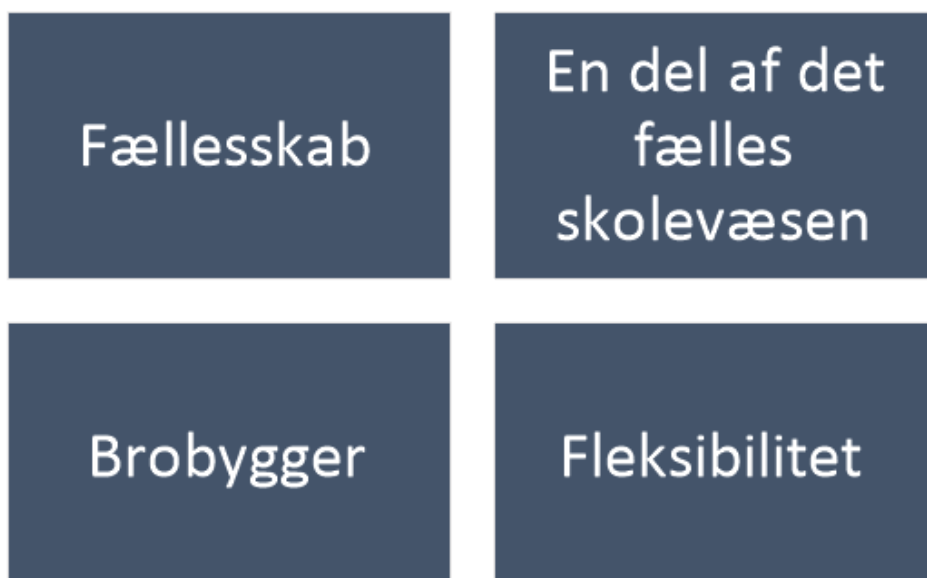 Fællesskab
En del af det
fælles
skolevæsen
Brobygger
Fleksibilitet